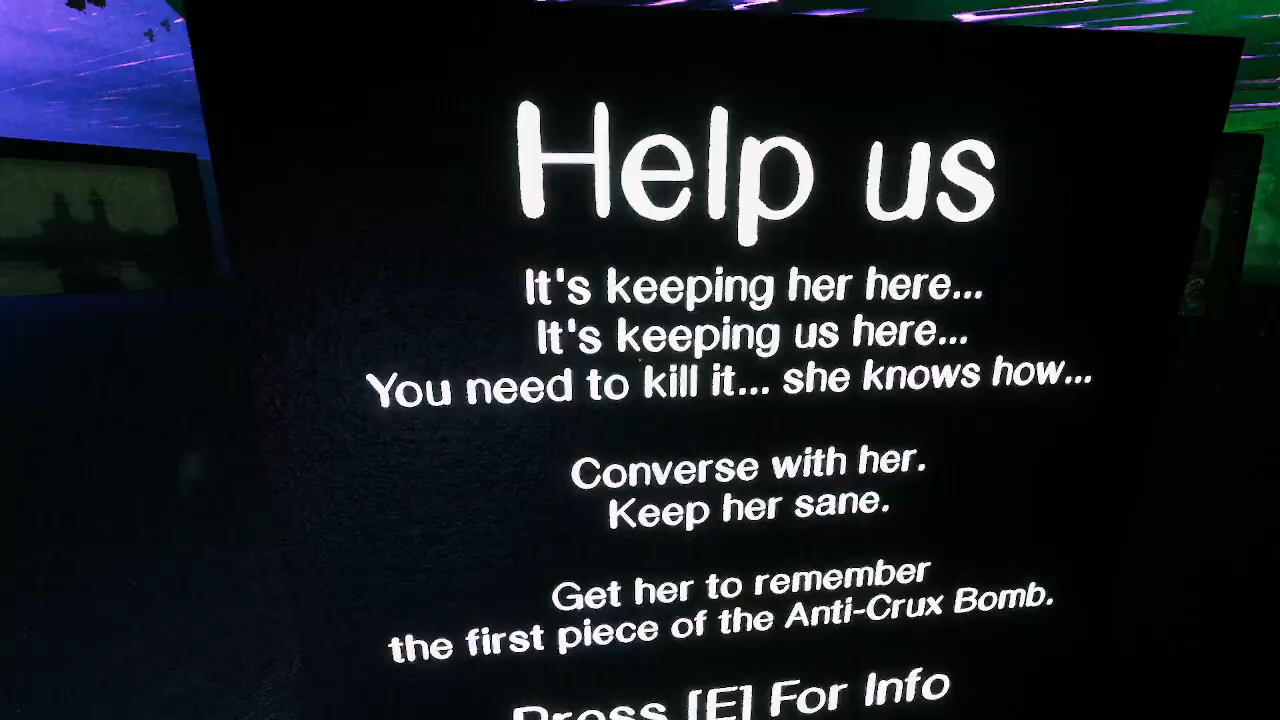 Help us
It's keeping her here...
It's keeping us here...
You need to kill it... she knows how...
Converse with her.
Keep her sane.
Get her to remember
the first piece of the Anti-Crux Bomb.
Press [E] For Info